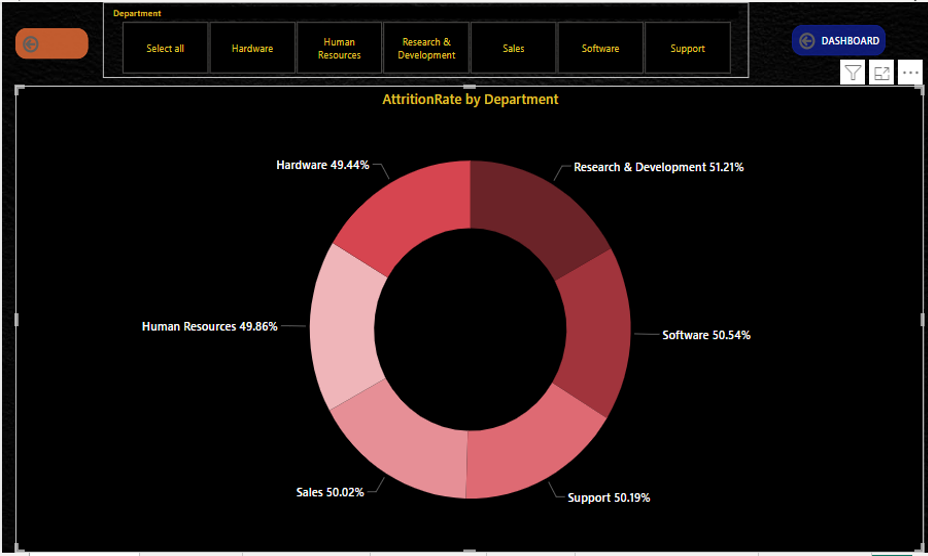 Department
Select all
Hardware
Human
Resources
Research &
Development
Sales
Software
Support
DASHBOARD
AttritionRate by Department
Hardware 49.44%
Research & Development 51.21%
Human Resources 49.86%
Software 50.54%
Sales 50.02%
Support 50.19%